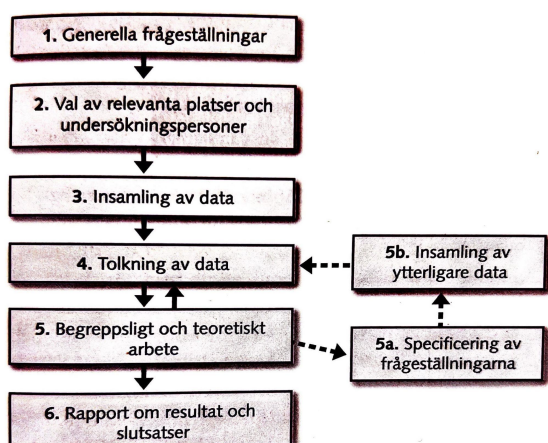 1. Generella frågeställningar
2. Val av relevanta platser och
undersökningspersoner
3. Insamling av data
4. Tolkning av data
5b. Insamling av
ytterligare data
5. Begreppsligt och teoretiskt
arbete
5a. Specificering av
frågeställningarna
6. Rapport om resultat och
slutsatser